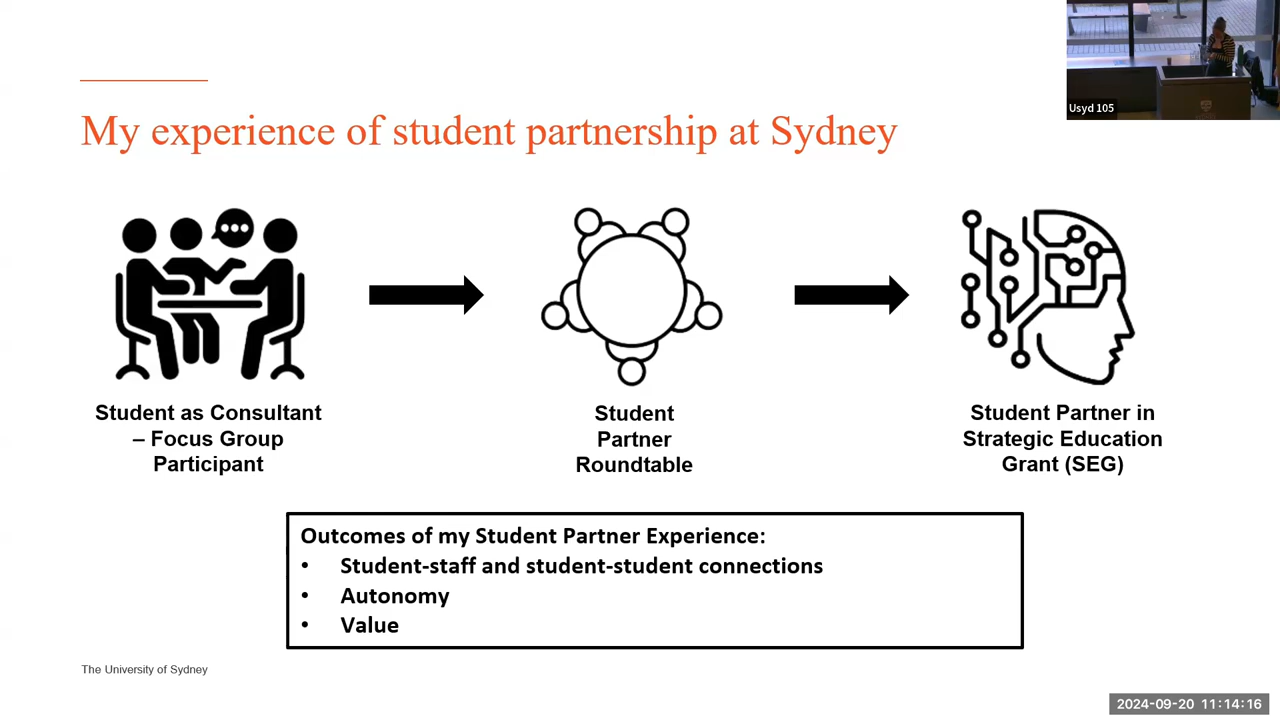 Usyd 105
My experience of student partnership at Sydney
Student as Consultant
– Focus Group
Participant
Student
Partner
Roundtable
Student Partner in
Strategic Education
Grant (SEG)
Outcomes of my Student Partner Experience:
• Student-staff and student-student connections
• Autonomy
• Value
The University of Sydney
2024-09-20 11:14:16